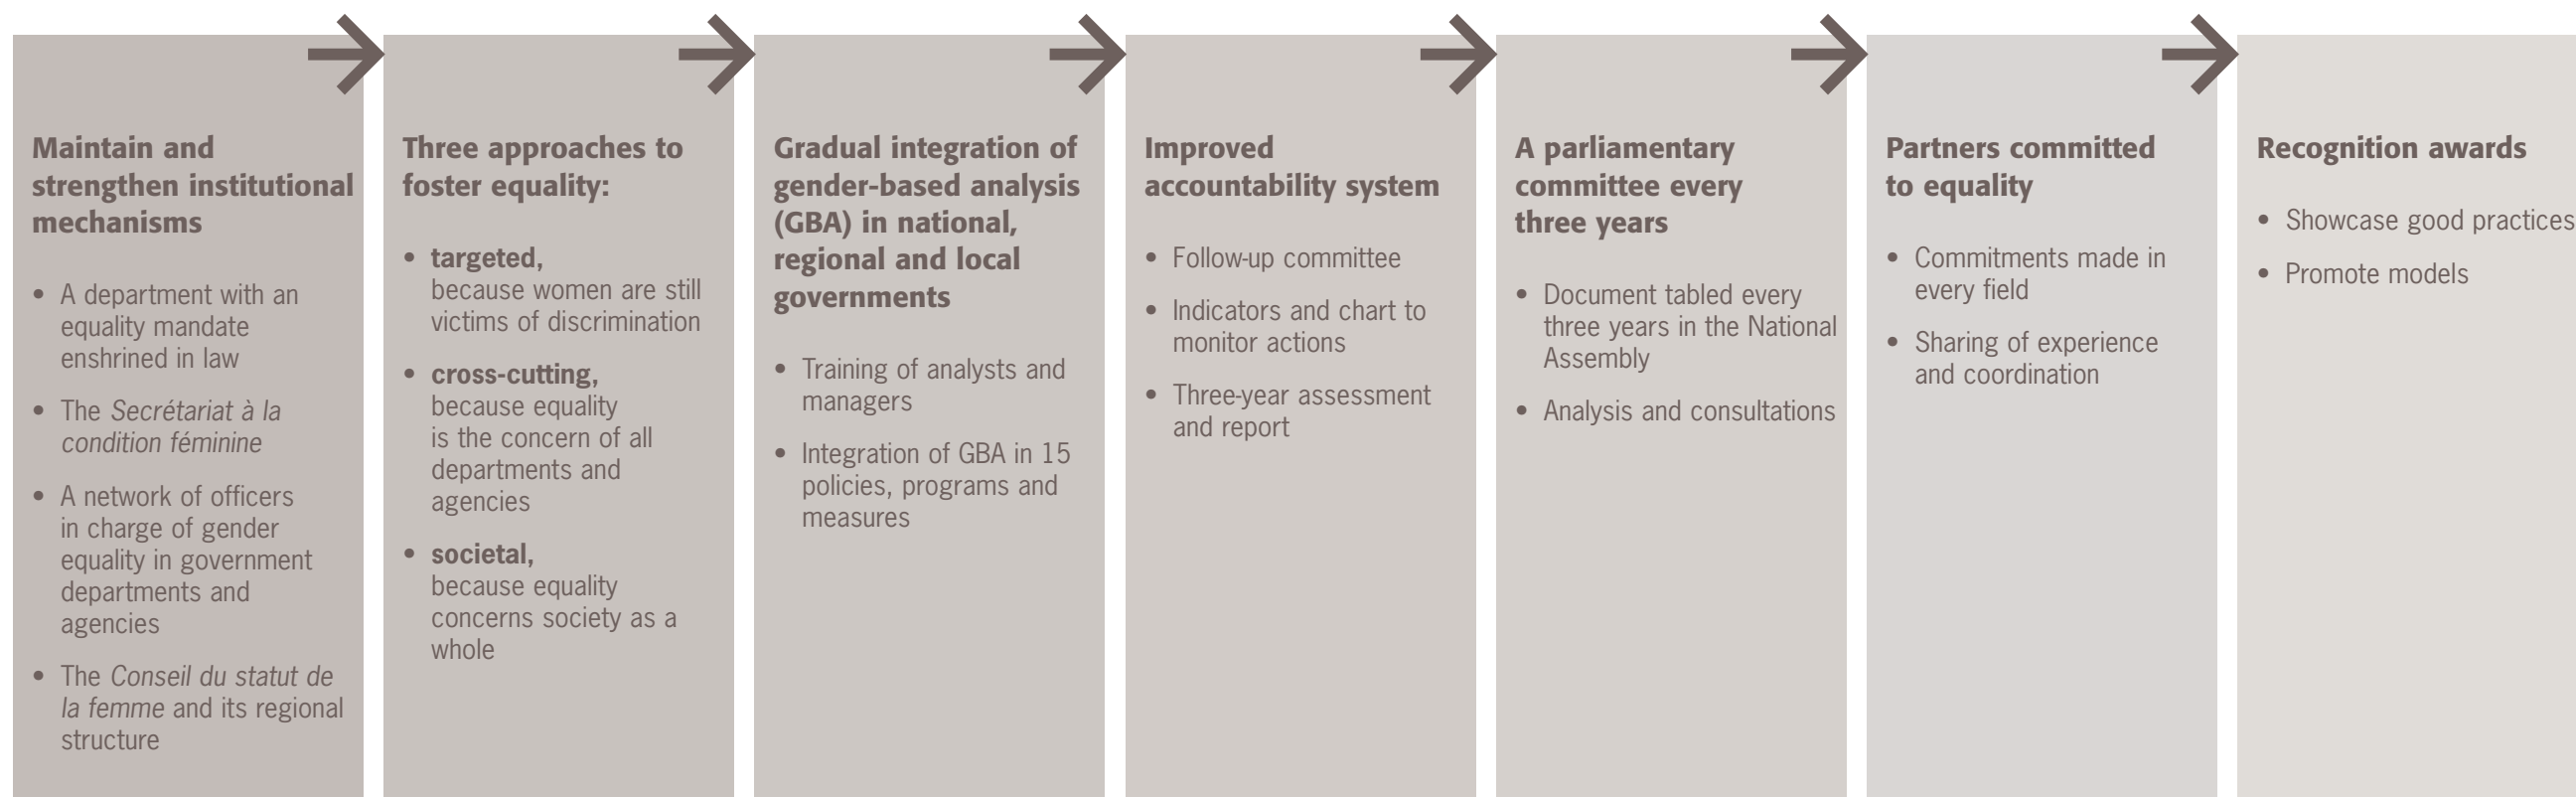 Maintain and
strengthen institutional
mechanisms
• A department with an
equality mandate
enshrined in law
• The Secrétariat à la
condition féminine
• A network of officers
in charge of gender
equality in government
departments and
agencies
• The Conseil du statut de
la femme and its regional
structure
Three approaches to
foster equality:
• targeted,
because women are still
victims of discrimination
• cross-cutting,
because equality
is the concern of all
departments and
agencies
• societal,
because equality
concerns society as a
whole
Gradual integration of
gender-based analysis
(GBA) in national,
regional and local
governments
• Training of analysts and
managers
• Integration of GBA in 15
policies, programs and
measures
Improved
accountability system
• Follow-up committee
• Indicators and chart to
monitor actions
• Three-year assessment
and report
A parliamentary
committee every
three years
• Document tabled every
three years in the National
Assembly
• Analysis and consultations
Partners committed
to equality
• Commitments made in
every field
• Sharing of experience
and coordination
Recognition awards
• Showcase good practices
• Promote models